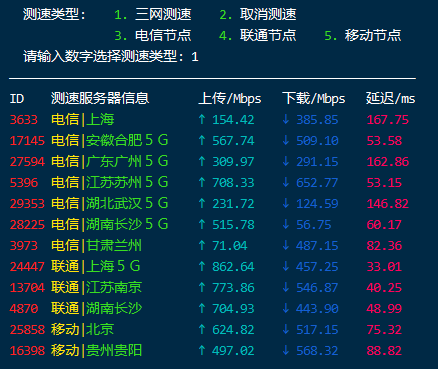 测速类型: 1. 三网测速 2. 取消测速
3. 电信节点 4. 联通节点 5. 移动节点
请输入数字选择测速类型: 1
ID 测速服务器信息 上传/Mbps 下载/Mbps 延迟/ms
3633 电信|上海 ↑ 154.42 ↓ 385.85 167.75
17145 电信|安徽合肥５Ｇ ↑ 567.74 ↓ 509.10 53.58
27594 电信|广东广州５Ｇ ↑ 309.97 ↓ 291.15 162.86
5396 电信|江苏苏州５Ｇ ↑ 708.33 ↓ 652.77 53.15
29353 电信|湖北武汉５Ｇ ↑ 231.72 ↓ 124.59 146.82
28225 电信|湖南长沙５Ｇ ↑ 515.78 ↓ 56.75 60.17
3973 电信|甘肃兰州 ↑ 71.04 ↓ 487.15 82.36
24447 联通|上海５Ｇ ↑ 862.64 ↓ 457.25 33.01
13704 联通|江苏南京 ↑ 773.86 ↓ 546.87 40.25
4870 联通|湖南长沙 ↑ 704.93 ↓ 443.90 48.99
25858 移动|北京 ↑ 624.82 ↓ 517.15 75.32
16398 移动|贵州贵阳 ↑ 497.02 ↓ 568.32 88.82